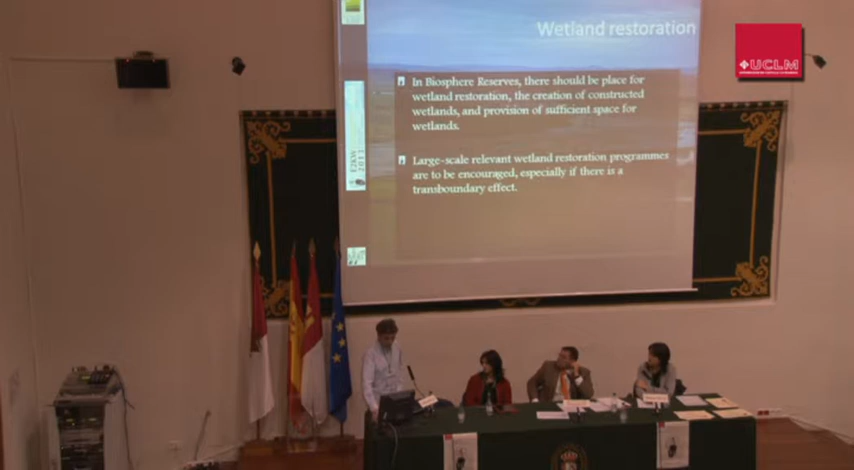 Wetland restoration
UCLM
In Biosphere Reserves, there should be place for
wetland restoration, the creation of constructed
wetlands, and provision of sufficient space for
wetlands.
Large-scale relevant wetland restoration programmes
are to be encouraged, especially if there is a
transboundary effect.